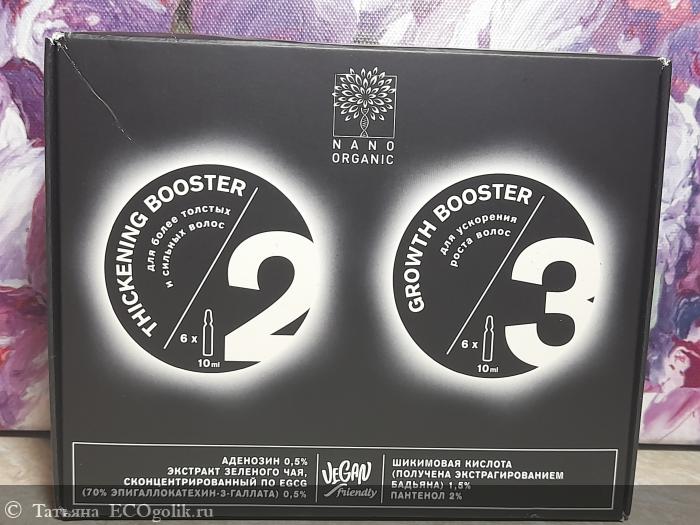 NANO
ORGANIC
THICKENING BOOSTER
для более толстых
и сильных волос
2
6 x
10 ml
GROWTH BOOSTER
для ускорения
роста волос
3
6 x
10 ml
АДЕНОЗИН 0,5%
ЭКСТРАКТ ЗЕЛЕНОГО ЧАЯ,
СКОНЦЕНТРИРОВАННЫЙ ПО EGCG
(70% ЭПИГАЛЛОКАТЕХИН-3-ГАЛЛАТА) 0,5%
VEGAN
friendly
ШИКИМОВАЯ КИСЛОТА
(ПОЛУЧЕНА ЭКСТРАГИРОВАНИЕМ
БАДЬЯНА) 1,5%
ПАНТЕНОЛ 2%
© Татьяна ECOgolik.ru